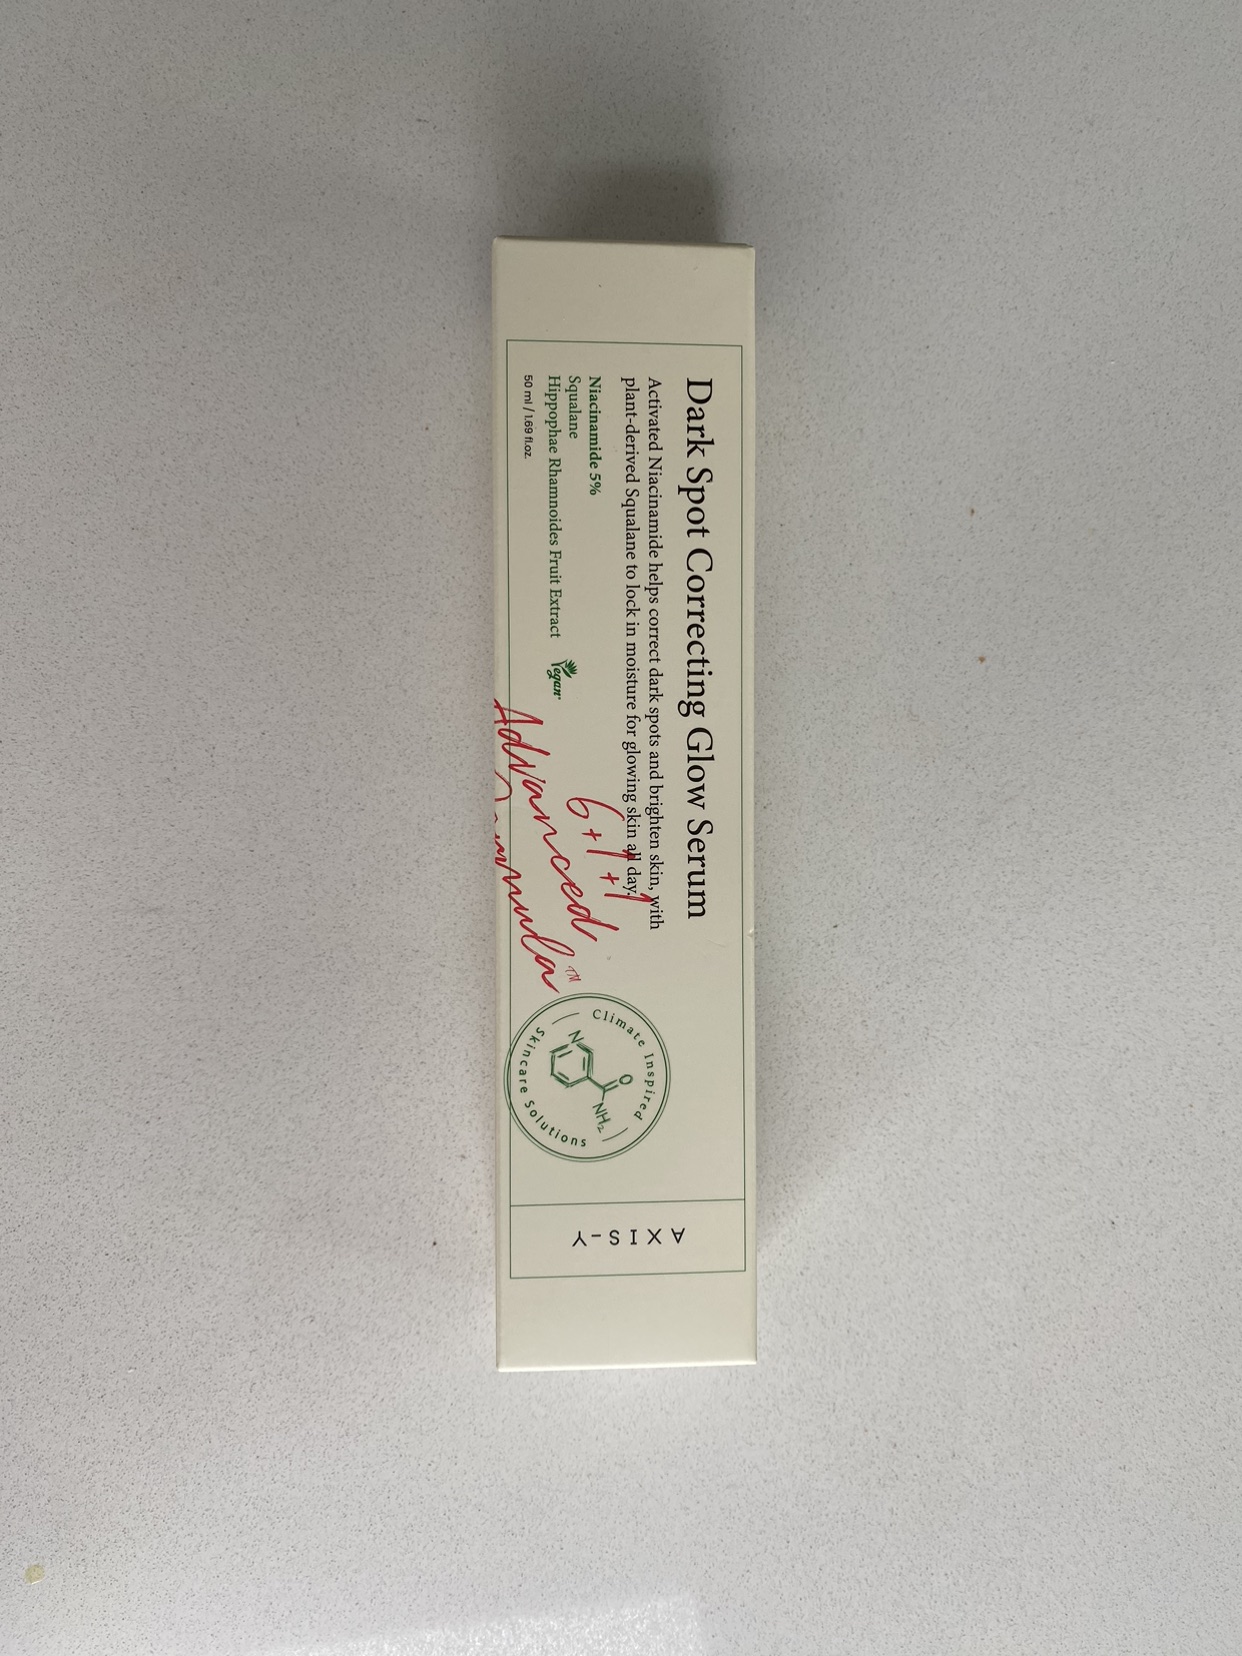 Dark Spot Correcting Glow Serum
Activated Niacinamide helps correct dark spots and brighten skin, with
plant-derived Squalane to lock in moisture for glowing skin all day.
Niacinamide 5%
Squalane
Hippophae Rhamnoides Fruit Extract
Vegan
50 ml / 1.69 fl.oz.
6+1+1
Advanced
Formula™
Climate Inspired
Skincare Solutions
N
O
NH₂
AXIS-Y